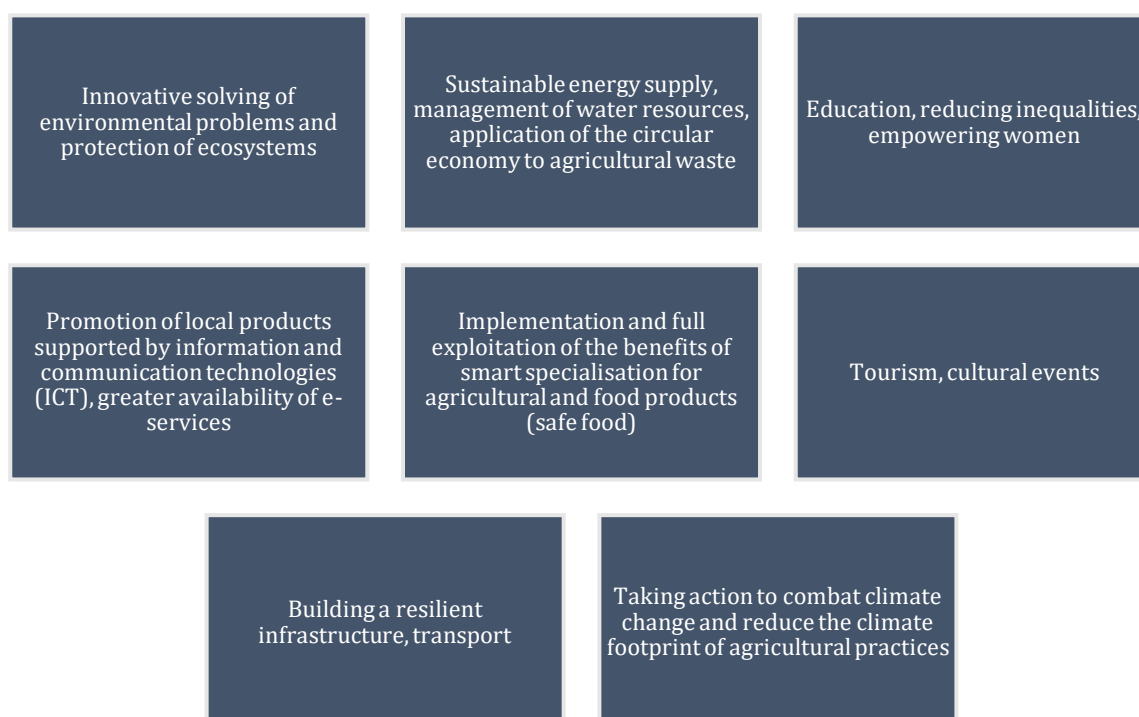 Innovative solving of
environmental problems and
protection of ecosystems
Sustainable energy supply,
management of water resources,
application of the circular
economy to agricultural waste
Education, reducing inequalities,
empowering women
Promotion of local products
supported by information and
communication technologies
(ICT), greater availability of e-
services
Implementation and full
exploitation of the benefits of
smart specialisation for
agricultural and food products
(safe food)
Tourism, cultural events
Building a resilient
infrastructure, transport
Taking action to combat climate
change and reduce the climate
footprint of agricultural practices